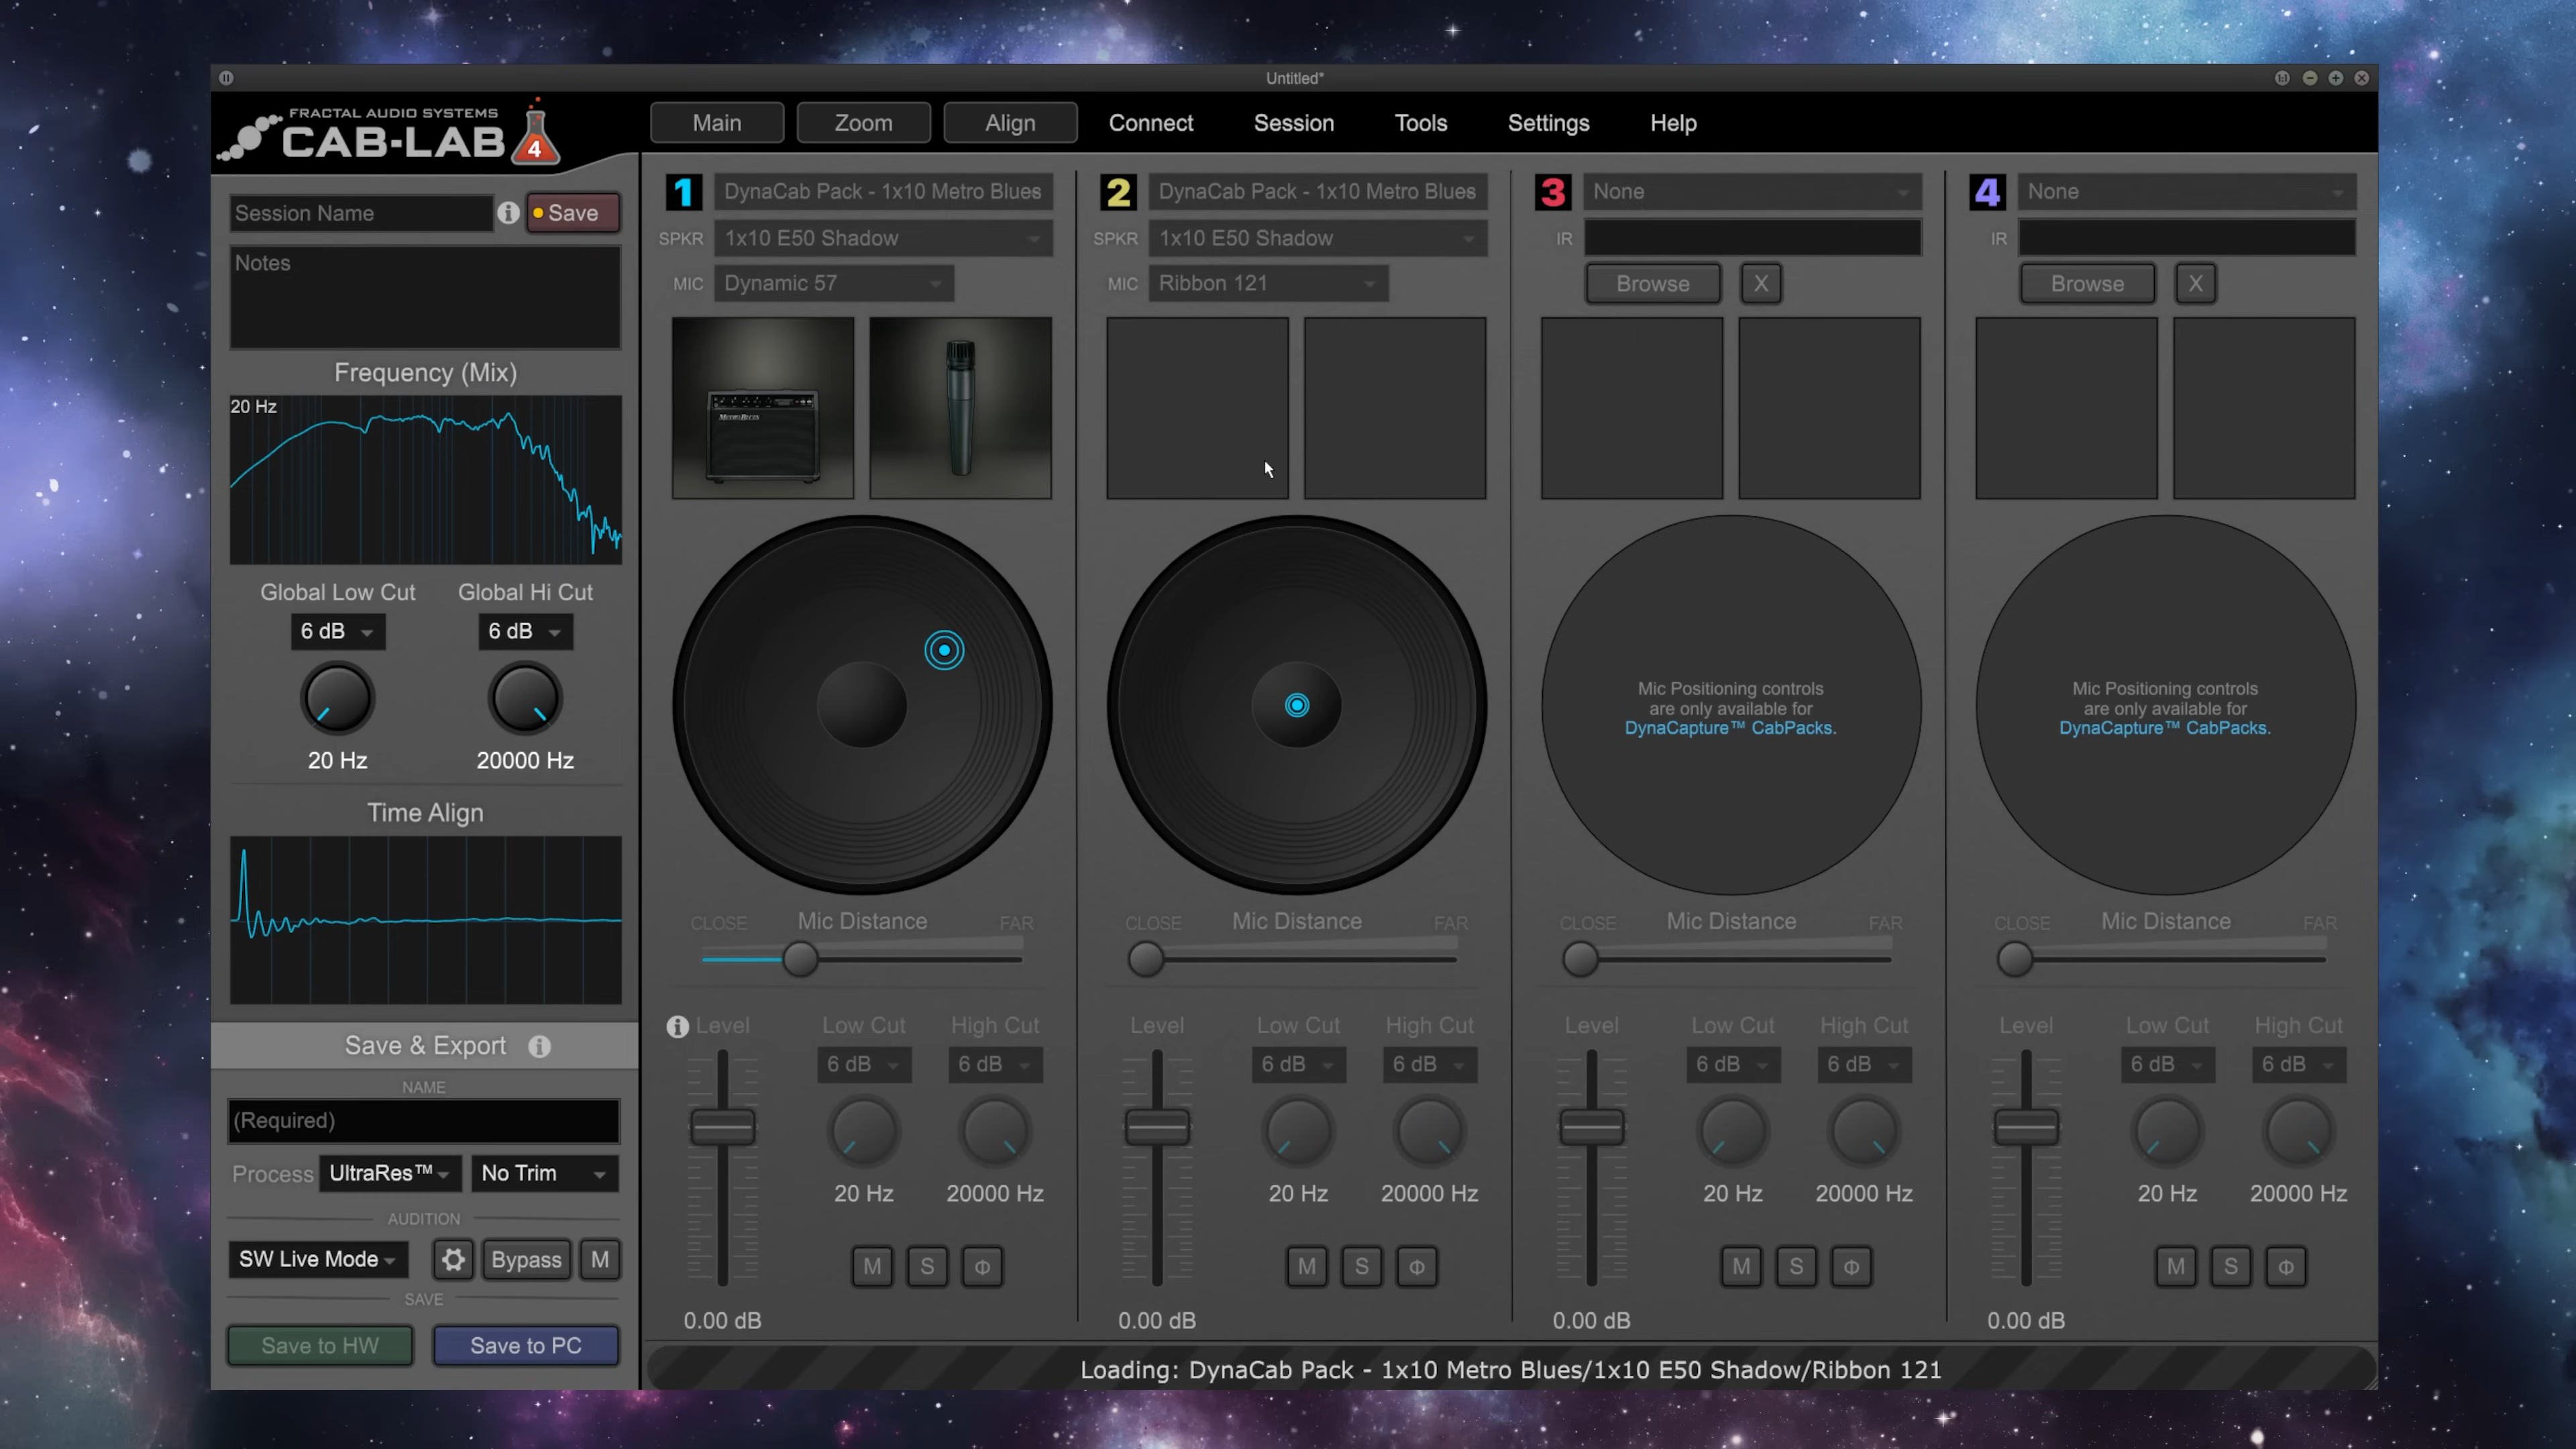 Untitled*
FRACTAL AUDIO SYSTEMS
CAB-LAB 4
Main
Zoom
Align
Connect
Session
Tools
Settings
Help
Session Name
Save
Notes
Frequency (Mix)
20 Hz
Global Low Cut
Global Hi Cut
6 dB
6 dB
20 Hz
20000 Hz
Time Align
Save & Export
NAME
(Required)
Process
UltraRes™
No Trim
AUDITION
SW Live Mode
Bypass
M
SAVE
Save to HW
Save to PC
1
DynaCab Pack - 1x10 Metro Blues
SPKR
1x10 E50 Shadow
MIC
Dynamic 57
MetroBlues
CLOSE
Mic Distance
FAR
Level
Low Cut
High Cut
6 dB
6 dB
20 Hz
20000 Hz
M
S
Φ
0.00 dB
2
DynaCab Pack - 1x10 Metro Blues
SPKR
1x10 E50 Shadow
MIC
Ribbon 121
CLOSE
Mic Distance
FAR
Level
Low Cut
High Cut
6 dB
6 dB
20 Hz
20000 Hz
M
S
Φ
0.00 dB
3
None
IR
Browse
X
Mic Positioning controls
are only available for
DynaCapture™ CabPacks.
CLOSE
Mic Distance
FAR
Level
Low Cut
High Cut
6 dB
6 dB
20 Hz
20000 Hz
M
S
Φ
0.00 dB
4
None
IR
Browse
X
Mic Positioning controls
are only available for
DynaCapture™ CabPacks.
CLOSE
Mic Distance
FAR
Level
Low Cut
High Cut
6 dB
6 dB
20 Hz
20000 Hz
M
S
Φ
0.00 dB
Loading: DynaCab Pack - 1x10 Metro Blues/1x10 E50 Shadow/Ribbon 121